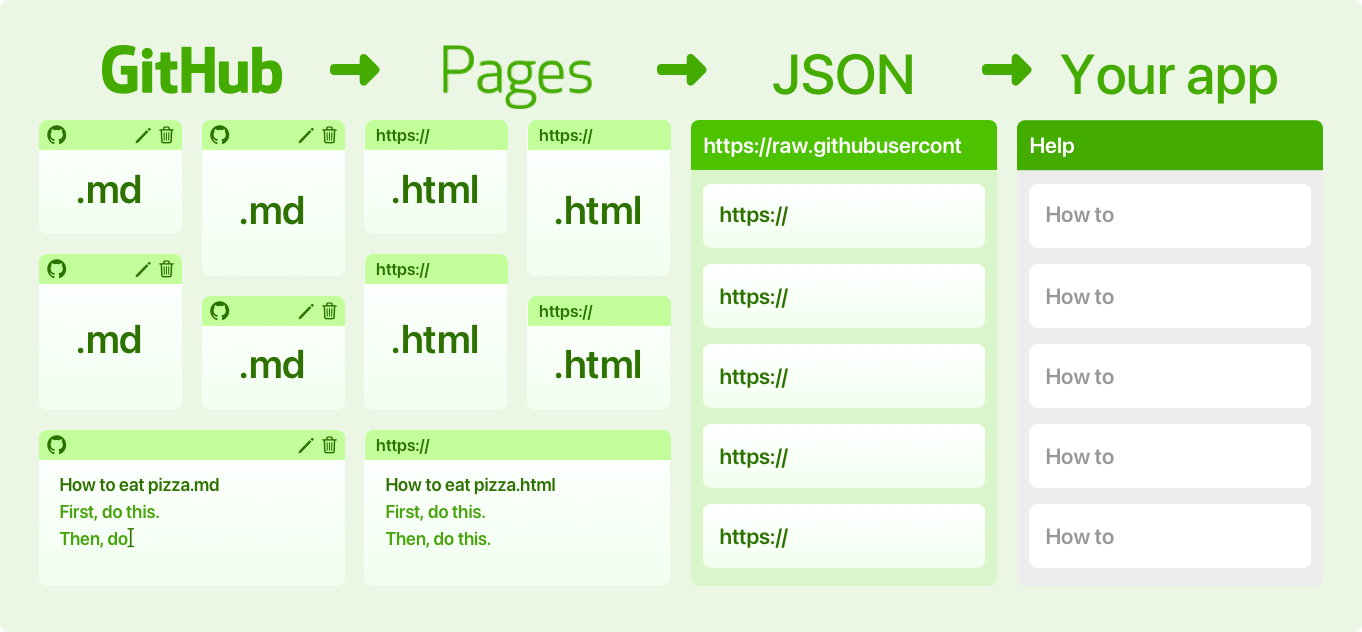 GitHub
Pages
JSON
Your app
.md
.md
.md
.md
How to eat pizza.md
First, do this.
Then, do
https://
.html
https://
.html
https://
.html
https://
.html
https://
How to eat pizza.html
First, do this.
Then, do this.
https://raw.githubusercont
https://
https://
https://
https://
https://
Help
How to
How to
How to
How to
How to